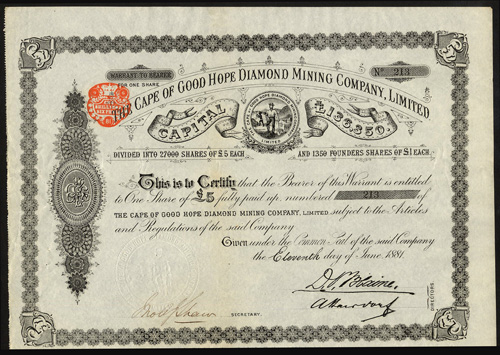 WARRANT TO BEARER
FOR ONE SHARE
No 213
THE CAPE OF GOOD HOPE DIAMOND MINING COMPANY, LIMITED
CAPITAL £136,350.
LIMITED
DIVIDED INTO 27000 SHARES OF £5 EACH AND 1350 FOUNDERS SHARES OF £1 EACH
This is to Certify that the Bearer of this Warrant is entitled
to One Share of £5 fully paid up, numbered 213 of
THE CAPE OF GOOD HOPE DIAMOND MINING COMPANY, LIMITED subject to the Articles
and Regulations of the said Company
Given under the Common Seal of the said Company
the Eleventh day of June 1881.
SECRETARY.
DIRECTORS